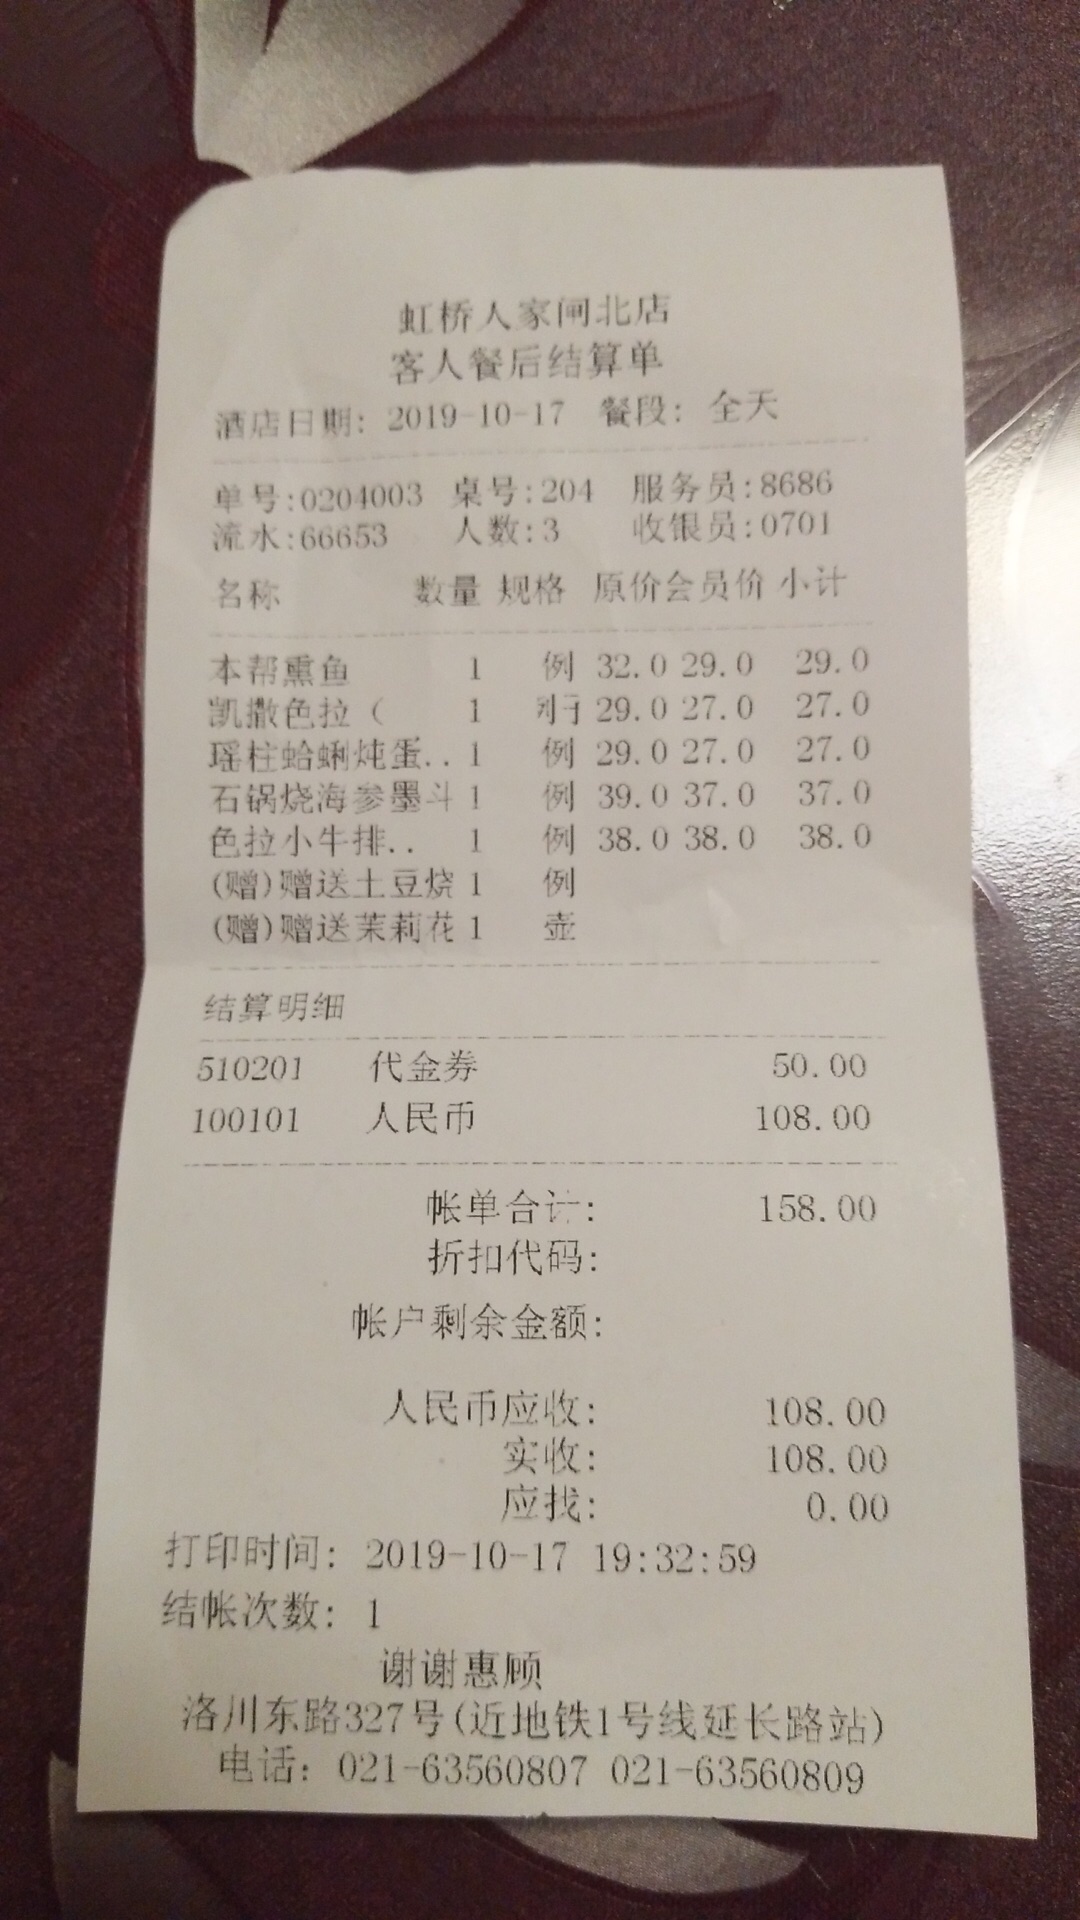 虹桥人家闸北店
客人餐后结算单
酒店日期: 2019-10-17 餐段: 全天
单号:0204003 桌号:204 服务员:8686
流水:66653 人数:3 收银员:0701
名称 数量 规格 原价会员价 小计
本帮熏鱼 1 例 32.0 29.0 29.0
凯撒色拉( 1 29.0 27.0 27.0
瑶柱蛤蜊炖蛋.. 1 例 29.0 27.0 27.0
石锅烧海参墨斗 1 例 39.0 37.0 37.0
色拉小牛排.. 1 例 38.0 38.0 38.0
(赠)赠送土豆烧 1 例
(赠)赠送茉莉花 1 壶
结算明细
510201 代金券 50.00
100101 人民币 108.00
帐单合计: 158.00
折扣代码:
帐户剩余金额:
人民币应收: 108.00
实收: 108.00
应找: 0.00
打印时间: 2019-10-17 19:32:59
结帐次数: 1
谢谢惠顾
洛川东路327号(近地铁1号线延长路站)
电话: 021-63560807 021-63560809